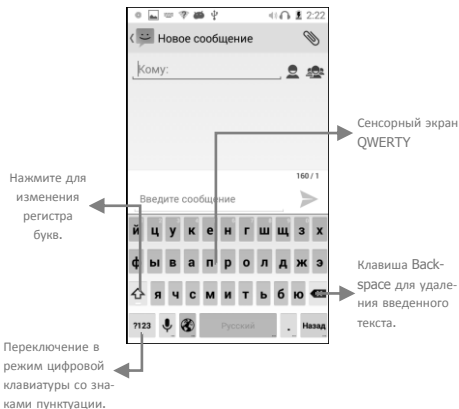 2:22
Новое сообщение
Кому:
Сенсорный экран
QWERTY
160/1
Нажмите для
изменения
регистра
букв.
Введите сообщение
й ц у к е н г ш щ з х
ф ы в а п р о л д ж э
я ч с м и т ь б ю
Клавиша Back-
space для удале-
ния введенного
текста.
?123 Русский . Назад
Переключение в
режим цифровой
клавиатуры со зна-
ками пунктуации.